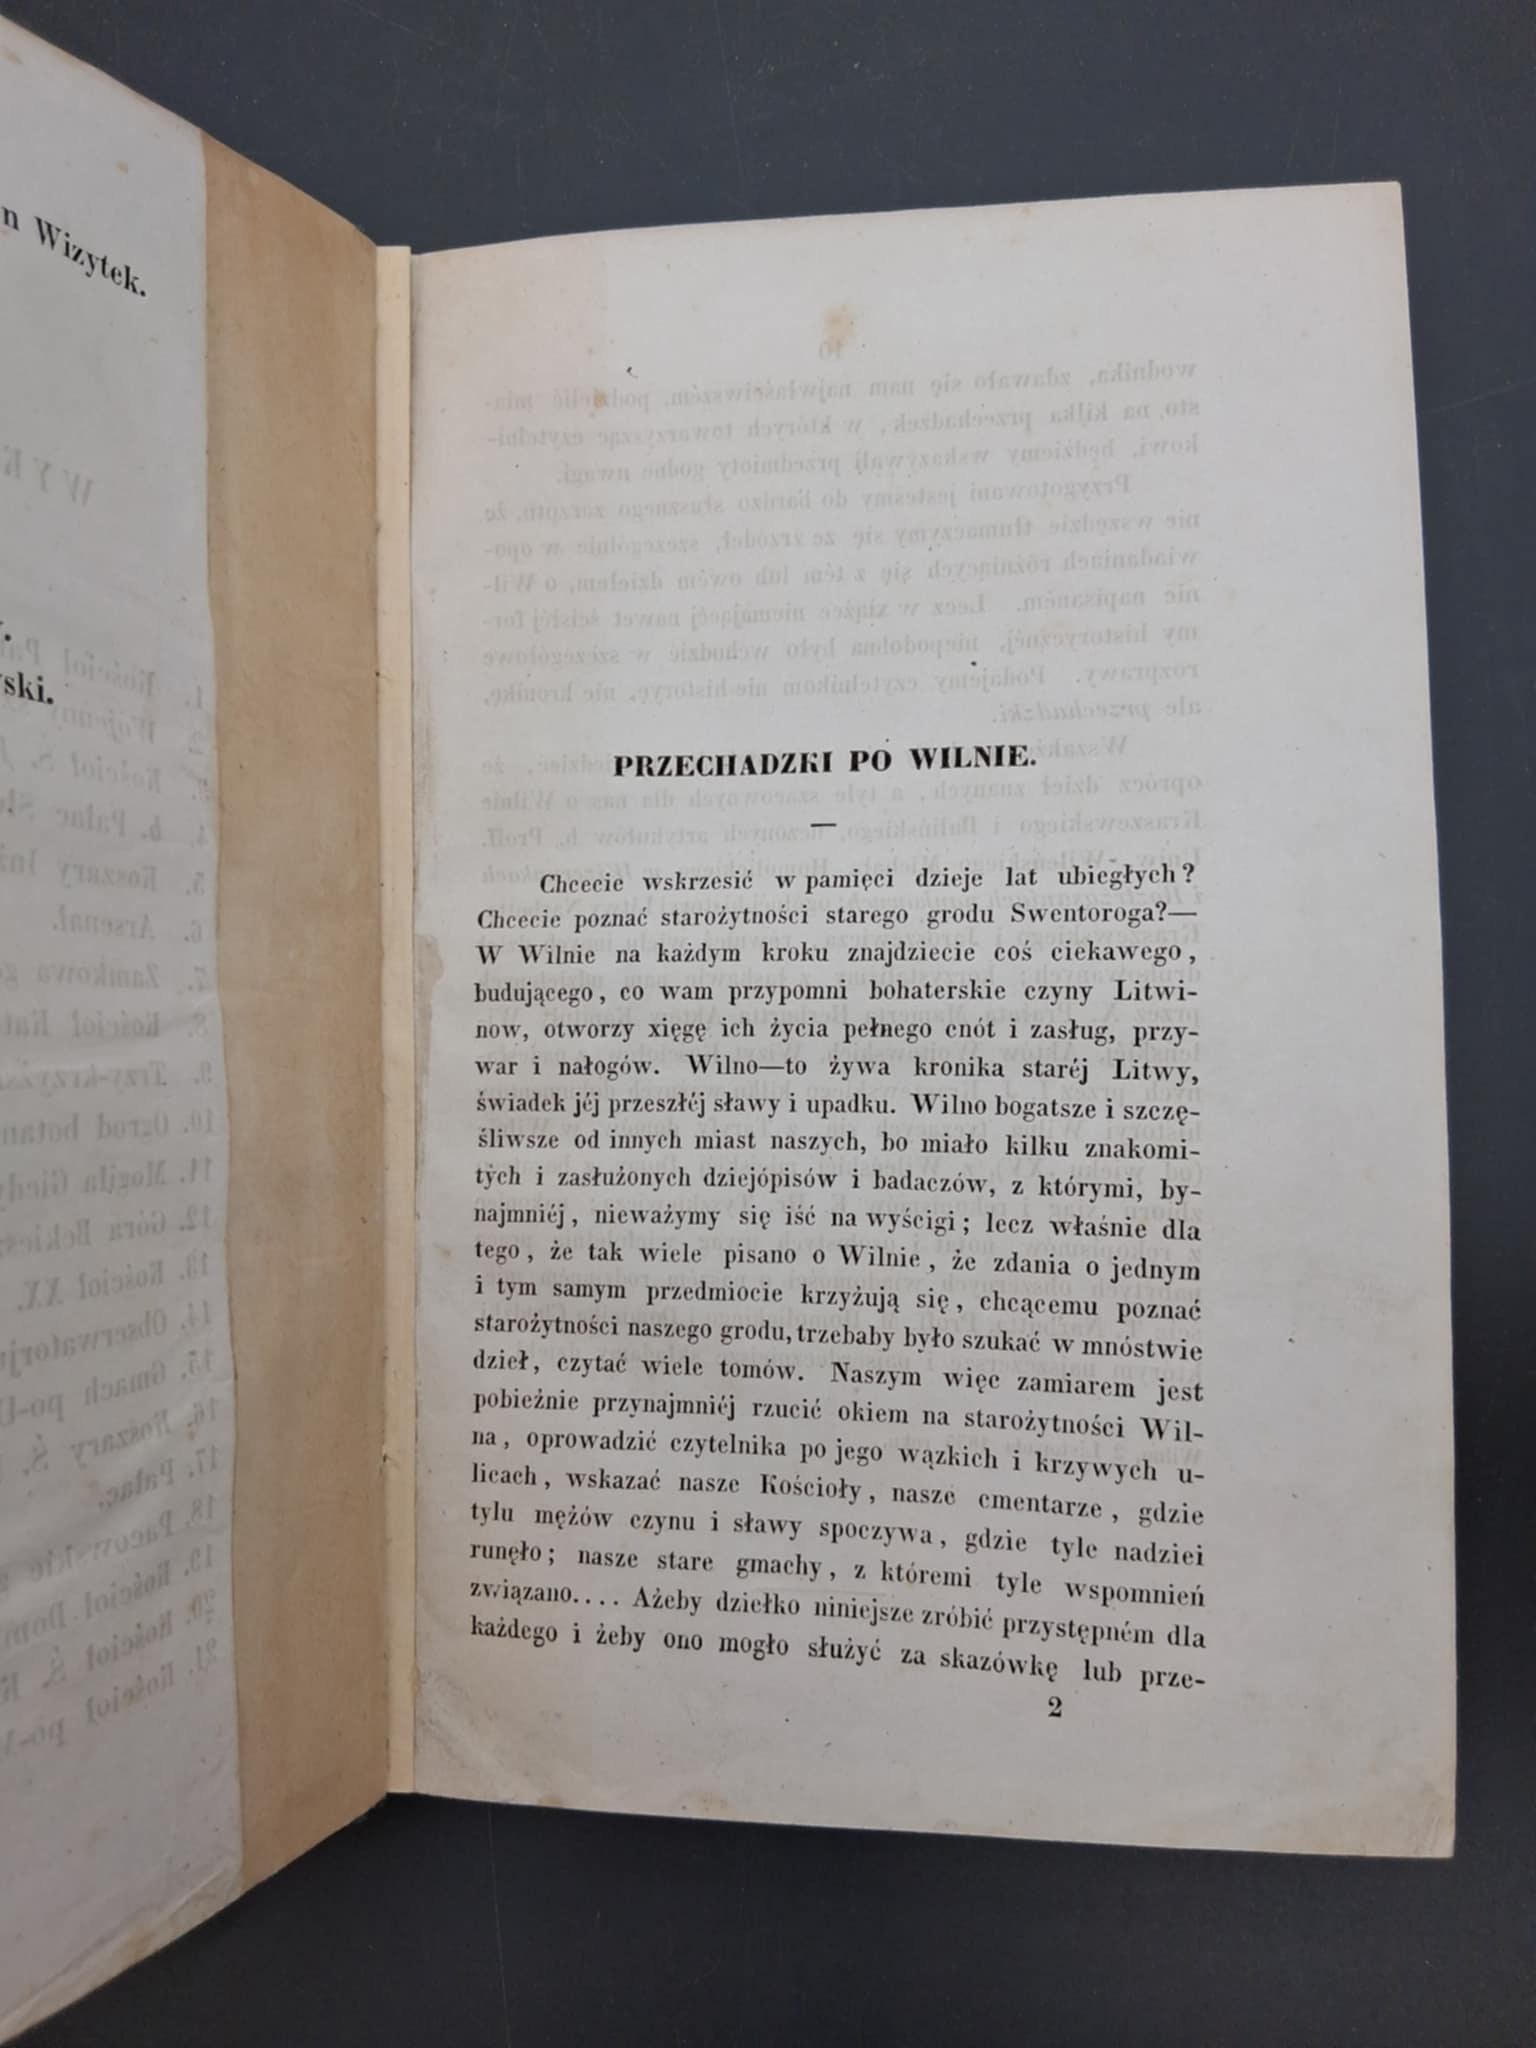 n Wizytek.
ski.
PRZECHADZKI PO WILNIE.
—
Chcecie wskrzesić w pamięci dzieje lat ubiegłych?
Chcecie poznać starożytności starego grodu Swentoroga?—
W Wilnie na każdym kroku znajdziecie coś ciekawego,
budującego, co wam przypomni bohaterskie czyny Litwi-
now, otworzy xięgę ich życia pełnego cnót i zasług, przy-
war i nałogów. Wilno—to żywa kronika staréj Litwy,
świadek jéj przeszłéj sławy i upadku. Wilno bogatsze i szczę-
śliwsze od innych miast naszych, bo miało kilku znakomi-
tych i zasłużonych dziejópisów i badaczów, z którymi, by-
najmniéj, nieważymy się iść na wyścigi; lecz właśnie dla
tego, że tak wiele pisano o Wilnie, że zdania o jednym
i tym samym przedmiocie krzyżują się, chcącemu poznać
starożytności naszego grodu, trzebaby było szukać w mnóstwie
dzieł, czytać wiele tomów. Naszym więc zamiarem jest
pobieżnie przynajmniéj rzucić okiem na starożytności Wil-
na, oprowadzić czytelnika po jego wązkich i krzywych u-
licach, wskazać nasze Kościoły, nasze cmentarze, gdzie
tylu mężów czynu i sławy spoczywa, gdzie tyle nadziei
runęło; nasze stare gmachy, z któremi tyle wspomnień
związano.... Ażeby dziełko niniejsze zróbić przystępném dla
każdego i żeby ono mogło służyć za skazówkę lub prze-
2